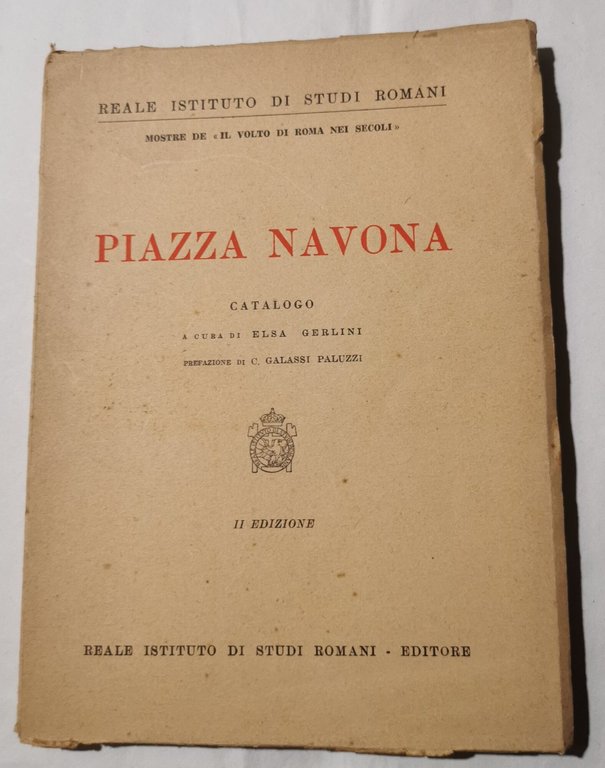 REALE ISTITUTO DI STUDI ROMANI
MOSTRE DE «IL VOLTO DI ROMA NEI SECOLI»
PIAZZA NAVONA
CATALOGO
A CURA DI ELSA GERLINI
PREFAZIONE DI C. GALASSI PALUZZI
II EDIZIONE
REALE ISTITUTO DI STUDI ROMANI - EDITORE